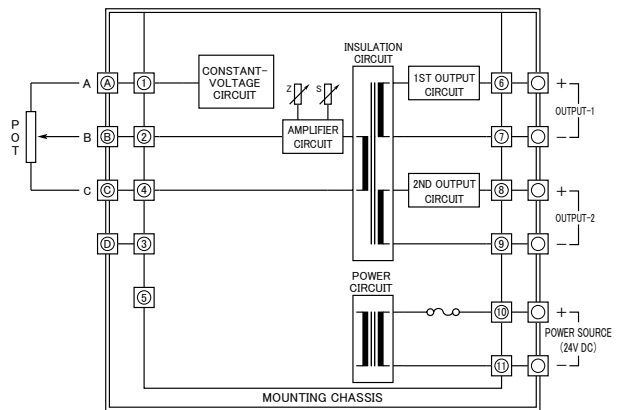 INSULATION
CIRCUIT
CONSTANT-
VOLTAGE
CIRCUIT
1ST OUTPUT
CIRCUIT
Z
S
A
Ⓐ
①
⑥
+
OUTPUT-1
AMPLIFIER
CIRCUIT
POT
B
Ⓑ
②
⑦
−
C
Ⓒ
④
2ND OUTPUT
CIRCUIT
⑧
+
OUTPUT-2
Ⓓ
③
⑨
−
POWER
CIRCUIT
⑤
⑩
+
POWER SOURCE
(24V DC)
⑪
−
MOUNTING CHASSIS